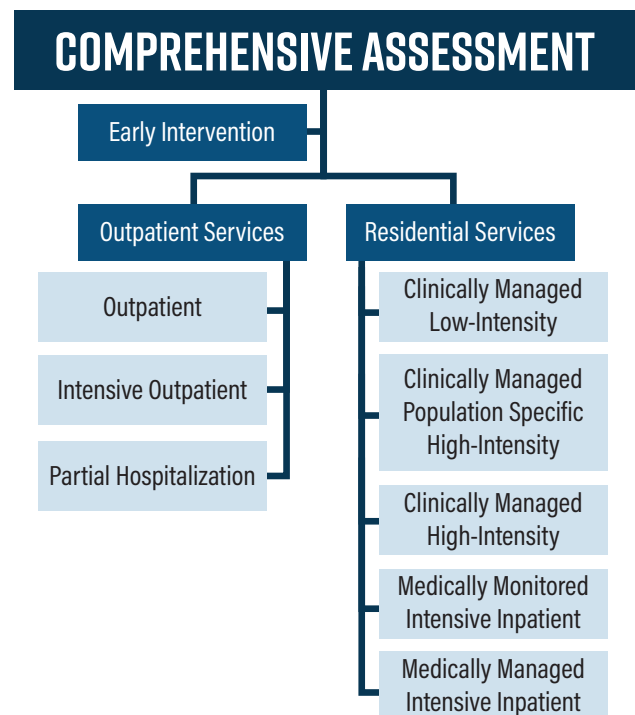 COMPREHENSIVE ASSESSMENT
Early Intervention
Outpatient Services
Outpatient
Intensive Outpatient
Partial Hospitalization
Residential Services
Clinically Managed
Low-Intensity
Clinically Managed
Population Specific
High-Intensity
Clinically Managed
High-Intensity
Medically Monitored
Intensive Inpatient
Medically Managed
Intensive Inpatient